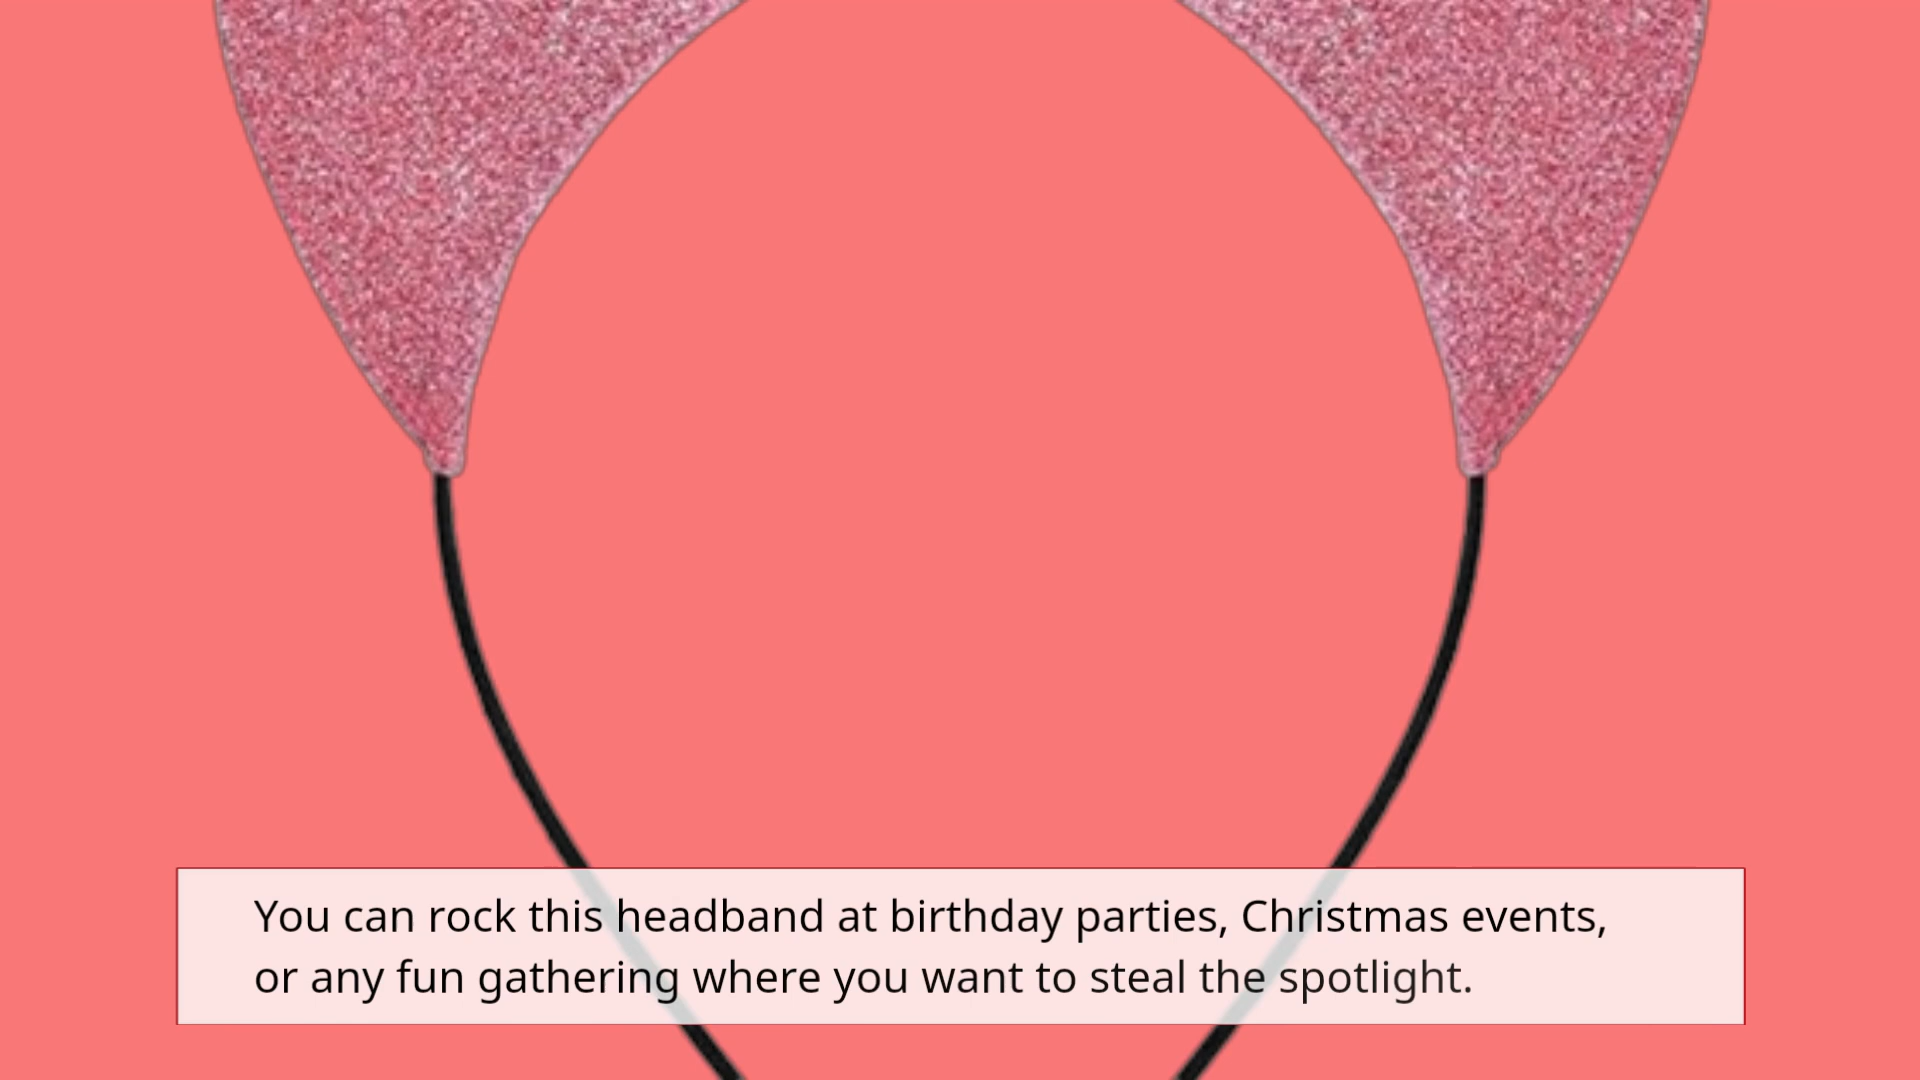 You can rock this headband at birthday parties, Christmas events,
or any fun gathering where you want to steal the spotlight.